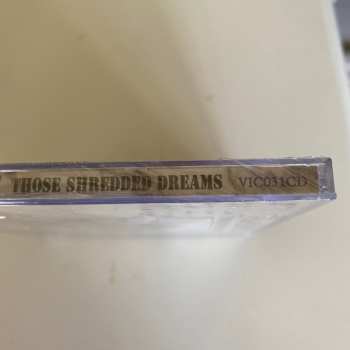 THOSE SHREDDED DREAMS VIC031CD